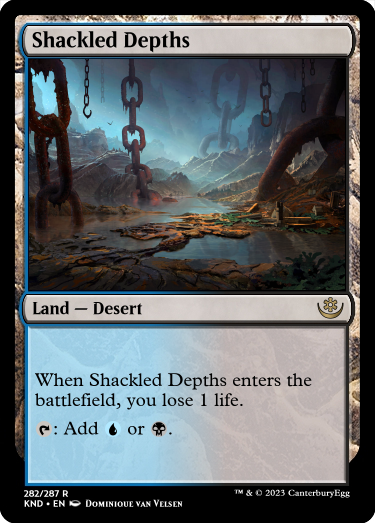 Shackled Depths
Land — Desert
When Shackled Depths enters the
battlefield, you lose 1 life.
: Add or .
282/287 R
KND • EN DOMINIQUE VAN VELSEN
™ & © 2023 CanterburyEgg